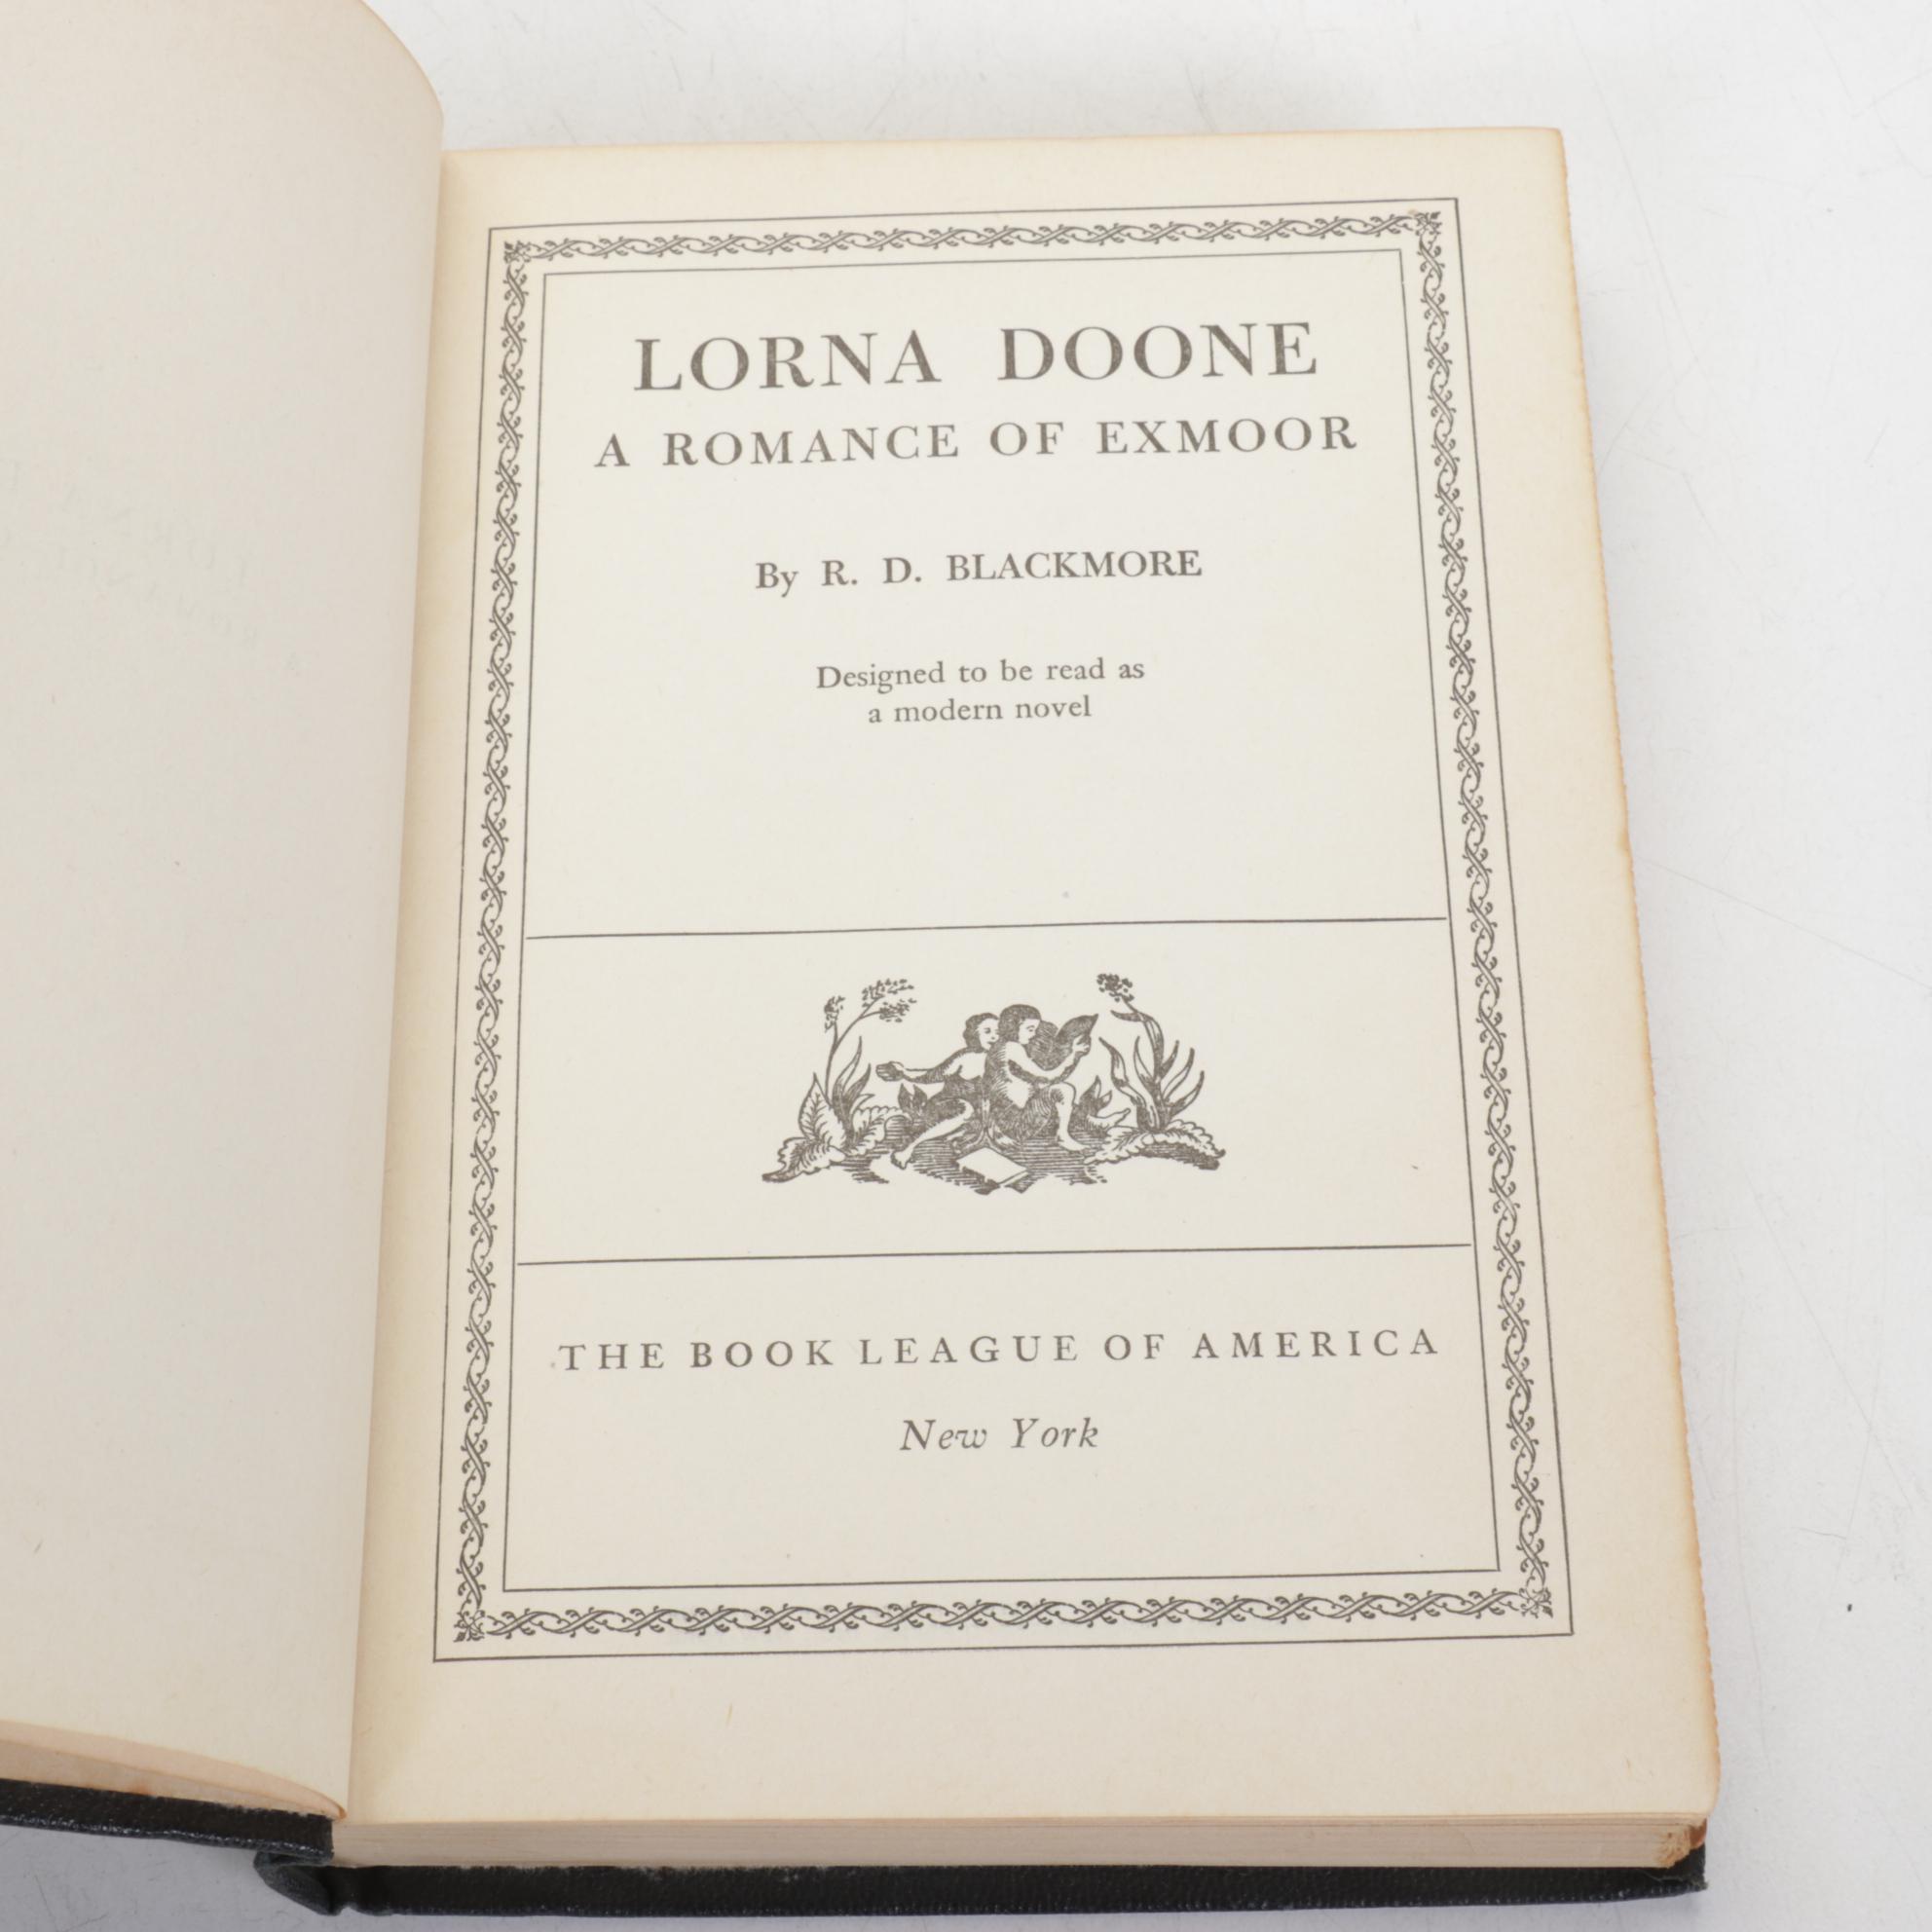 LORNA DOONE
A ROMANCE OF EXMOOR
By R. D. BLACKMORE
Designed to be read as
a modern novel
THE BOOK LEAGUE OF AMERICA
New York